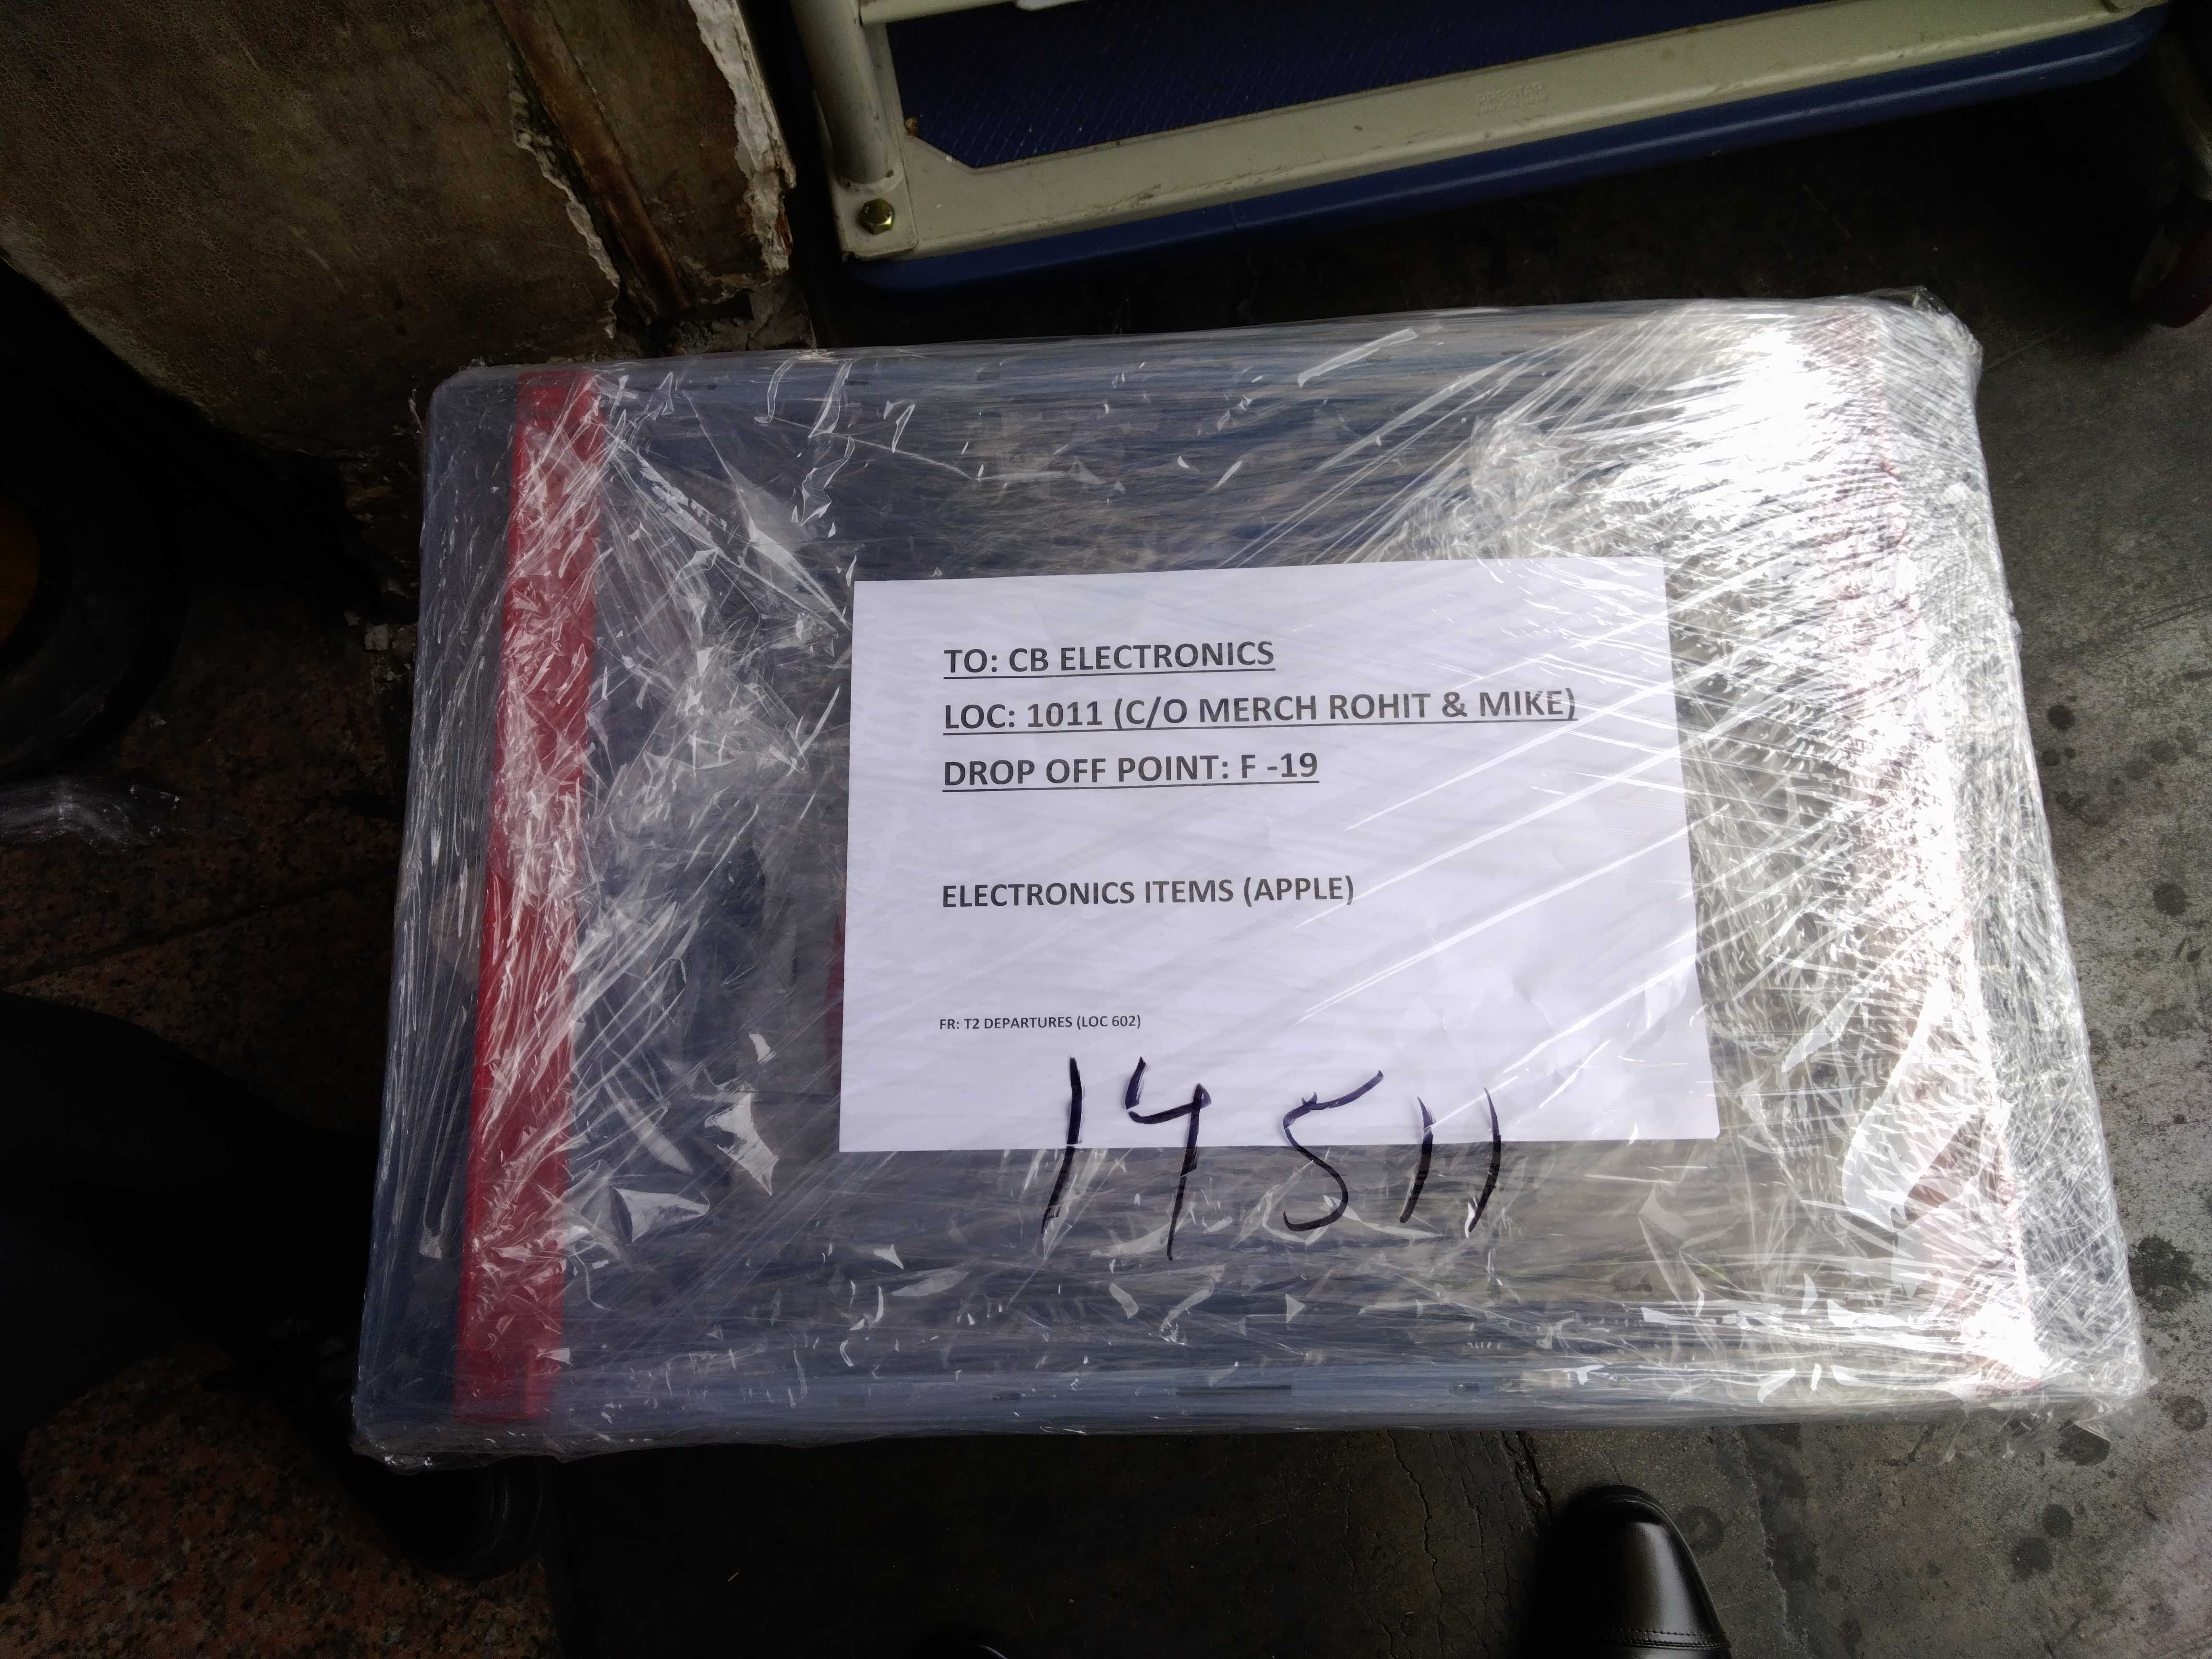 TO: CB ELECTRONICS
LOC: 1011 (C/O MERCH ROHIT & MIKE)
DROP OFF POINT: F -19
ELECTRONICS ITEMS (APPLE)
FR: T2 DEPARTURES (LOC 602)
14511